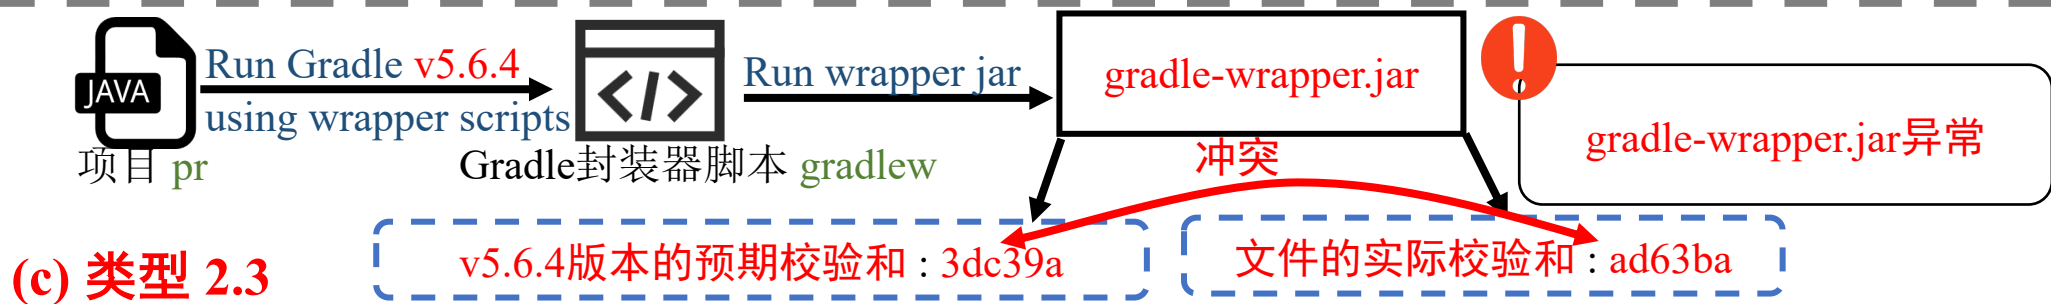 JAVA
Run Gradle v5.6.4
using wrapper scripts
项目 pr
</>
Gradle封装器脚本 gradlew
Run wrapper jar
gradle-wrapper.jar
!
gradle-wrapper.jar异常
冲突
v5.6.4版本的预期校验和 : 3dc39a
文件的实际校验和 : ad63ba
(c) 类型 2.3